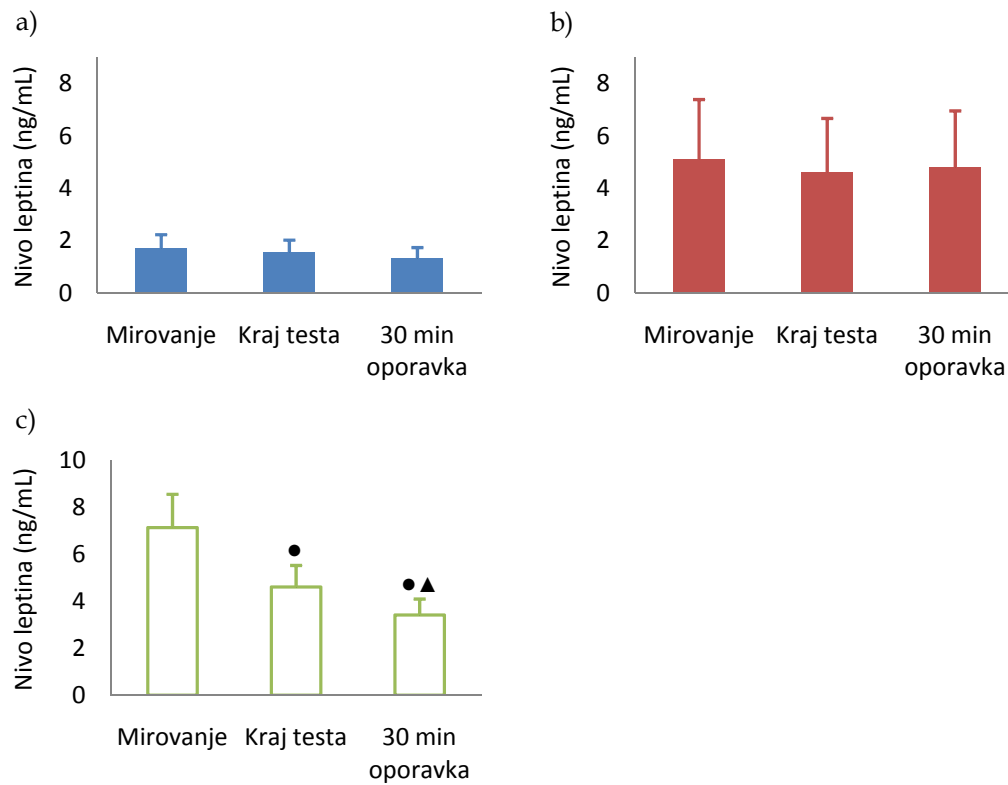 a)
Nivo leptina (ng/mL)
8
6
4
2
0
Mirovanje Kraj testa 30 min
oporavka
b)
Nivo leptina (ng/mL)
8
6
4
2
0
Mirovanje Kraj testa 30 min
oporavka
c)
Nivo leptina (ng/mL)
10
8
6
4
2
0
●
●▲
Mirovanje Kraj testa 30 min
oporavka